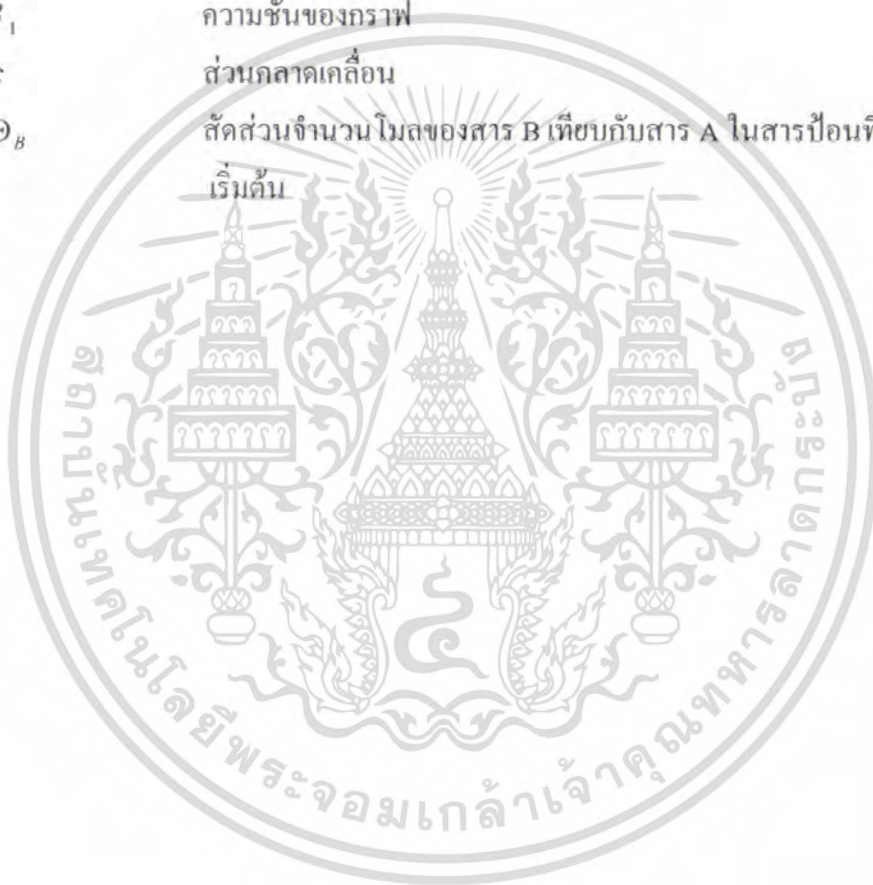 ₁ ความชันของกราฟ
ส่วนคลาดเคลื่อน
Θ_B สัดส่วนจำนวนโมลของสาร B เทียบกับสาร A ในสารป้อนที่
เริ่มต้น
สถาบันเทคโนโลยีพระจอมเกล้าเจ้าคุณทหารลาดกระบัง